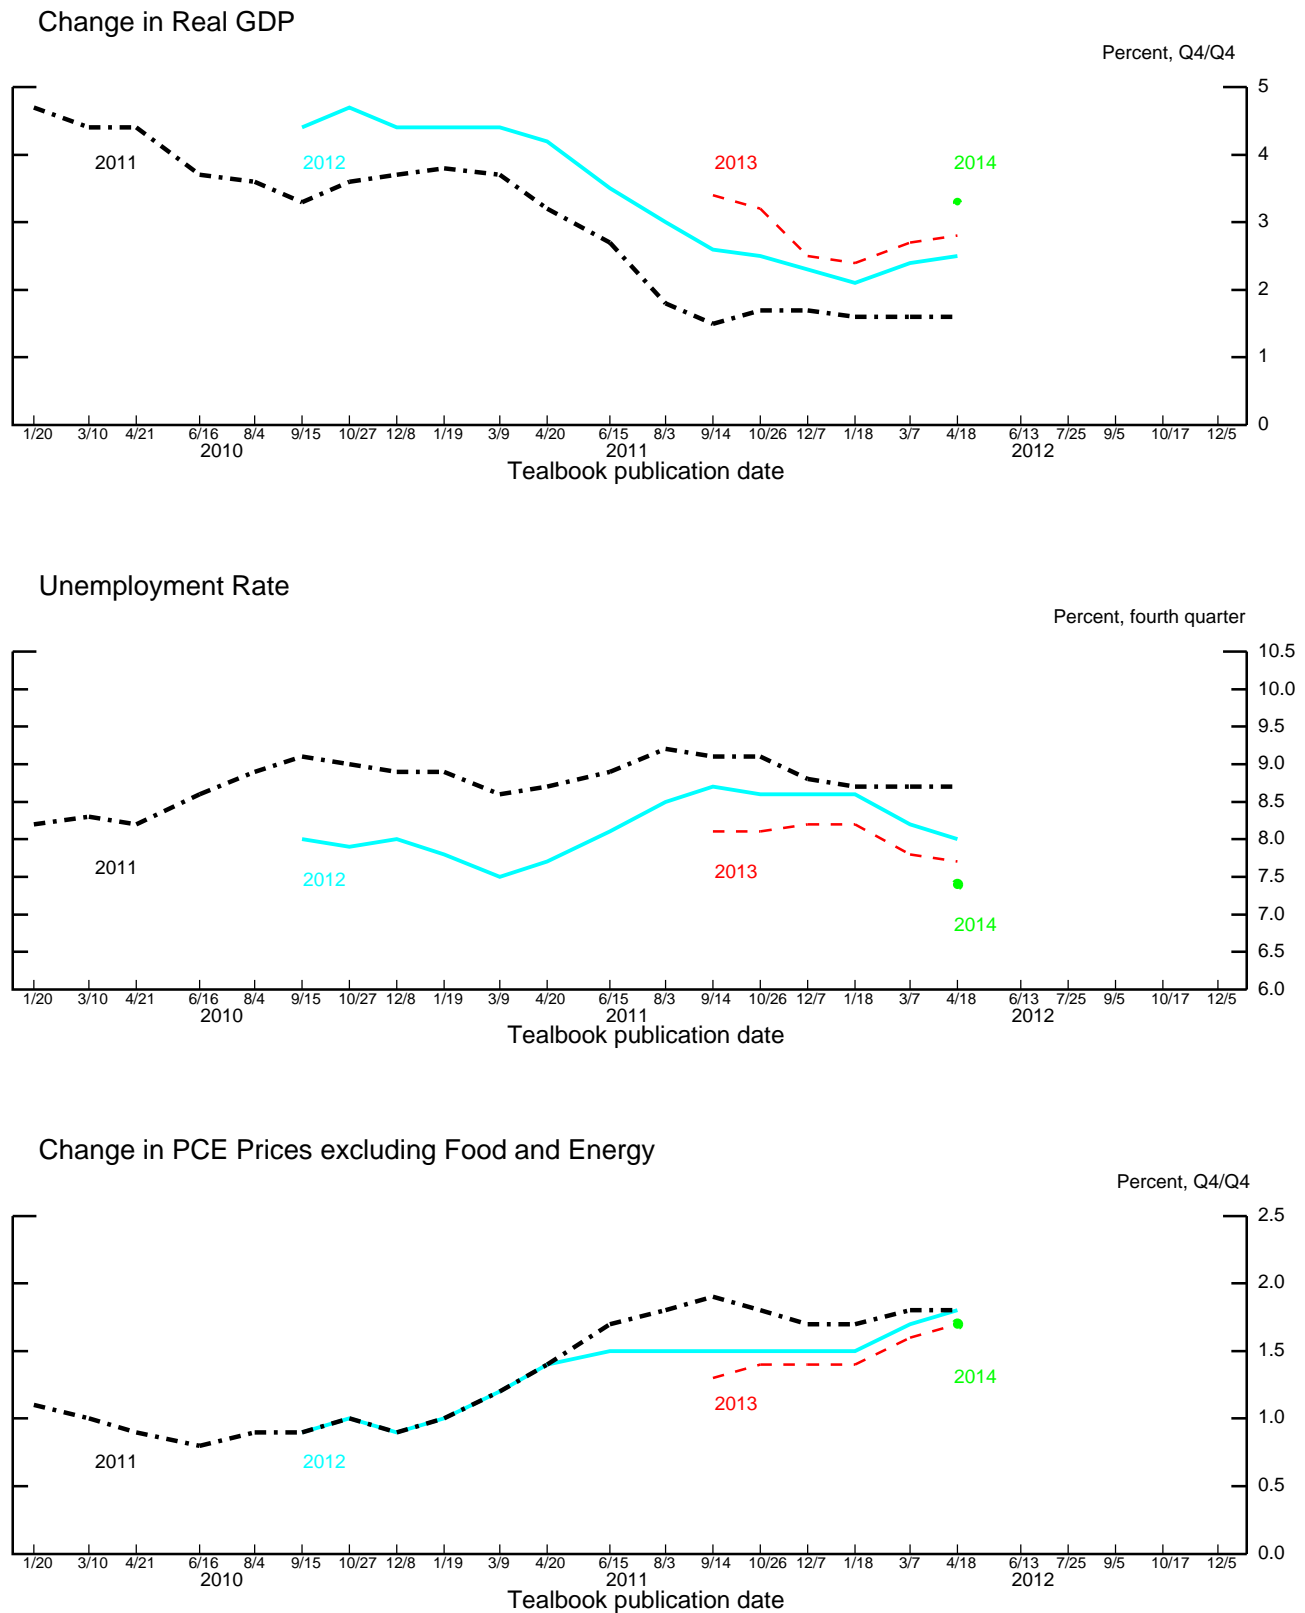 Change in Real GDP
Percent, Q4/Q4
5
4
3
2
1
0
2011
2012
2013
2014
1/20 3/10 4/21 6/16 8/4 9/15 10/27 12/8 1/19 3/9 4/20 6/15 8/3 9/14 10/26 12/7 1/18 3/7 4/18 6/13 7/25 9/5 10/17 12/5
2010 2011 2012
Tealbook publication date
Unemployment Rate
Percent, fourth quarter
10.5
10.0
9.5
9.0
8.5
8.0
7.5
7.0
6.5
6.0
2011
2012
2013
2014
1/20 3/10 4/21 6/16 8/4 9/15 10/27 12/8 1/19 3/9 4/20 6/15 8/3 9/14 10/26 12/7 1/18 3/7 4/18 6/13 7/25 9/5 10/17 12/5
2010 2011 2012
Tealbook publication date
Change in PCE Prices excluding Food and Energy
Percent, Q4/Q4
2.5
2.0
1.5
1.0
0.5
0.0
2011
2012
2013
2014
1/20 3/10 4/21 6/16 8/4 9/15 10/27 12/8 1/19 3/9 4/20 6/15 8/3 9/14 10/26 12/7 1/18 3/7 4/18 6/13 7/25 9/5 10/17 12/5
2010 2011 2012
Tealbook publication date